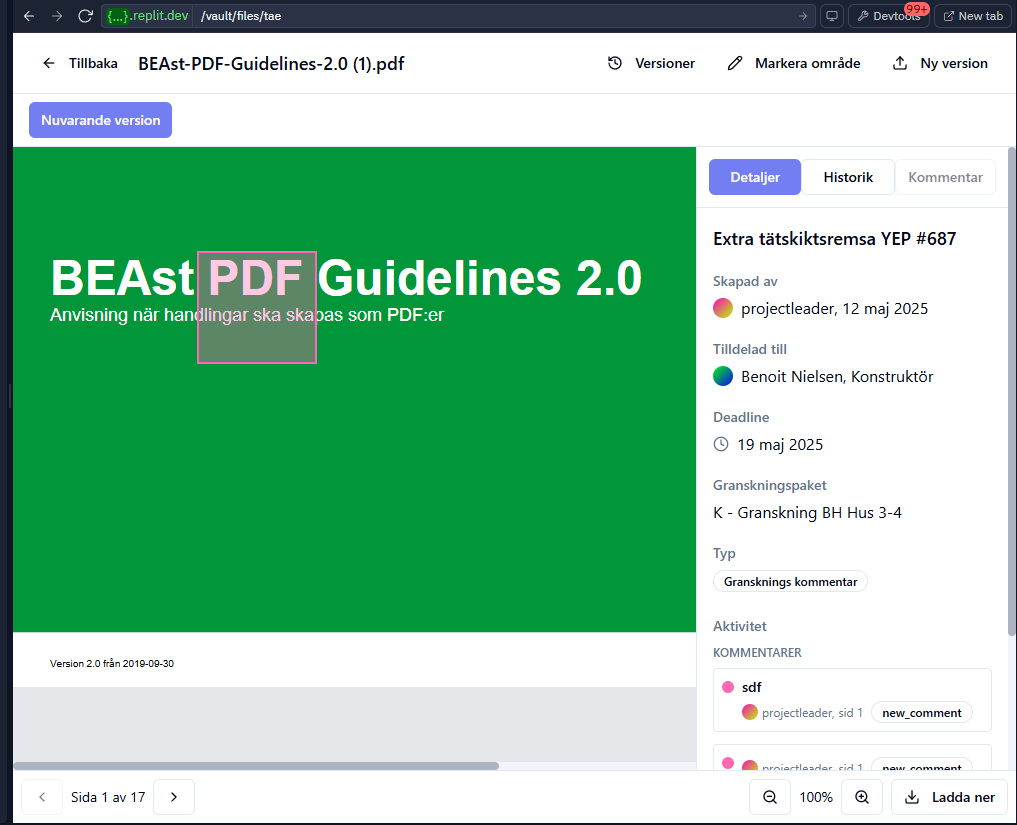 {...}.replit.dev /vault/files/tae Devtools 99+ New tab
Tillbaka BEAst-PDF-Guidelines-2.0 (1).pdf Versioner Markera område Ny version
Nuvarande version
BEAst PDF Guidelines 2.0
Anvisning när handlingar ska skapas som PDF:er
Version 2.0 från 2019-09-30
Detaljer Historik Kommentar
Extra tätskiktsremsa YEP #687
Skapad av
projectleader, 12 maj 2025
Tilldelad till
Benoit Nielsen, Konstruktör
Deadline
19 maj 2025
Granskningspaket
K - Granskning BH Hus 3-4
Typ
Gransknings kommentar
Aktivitet
KOMMENTARER
sdf
projectleader, sid 1 new_comment
projectleader, sid 1 new_comment
Sida 1 av 17 100% Ladda ner